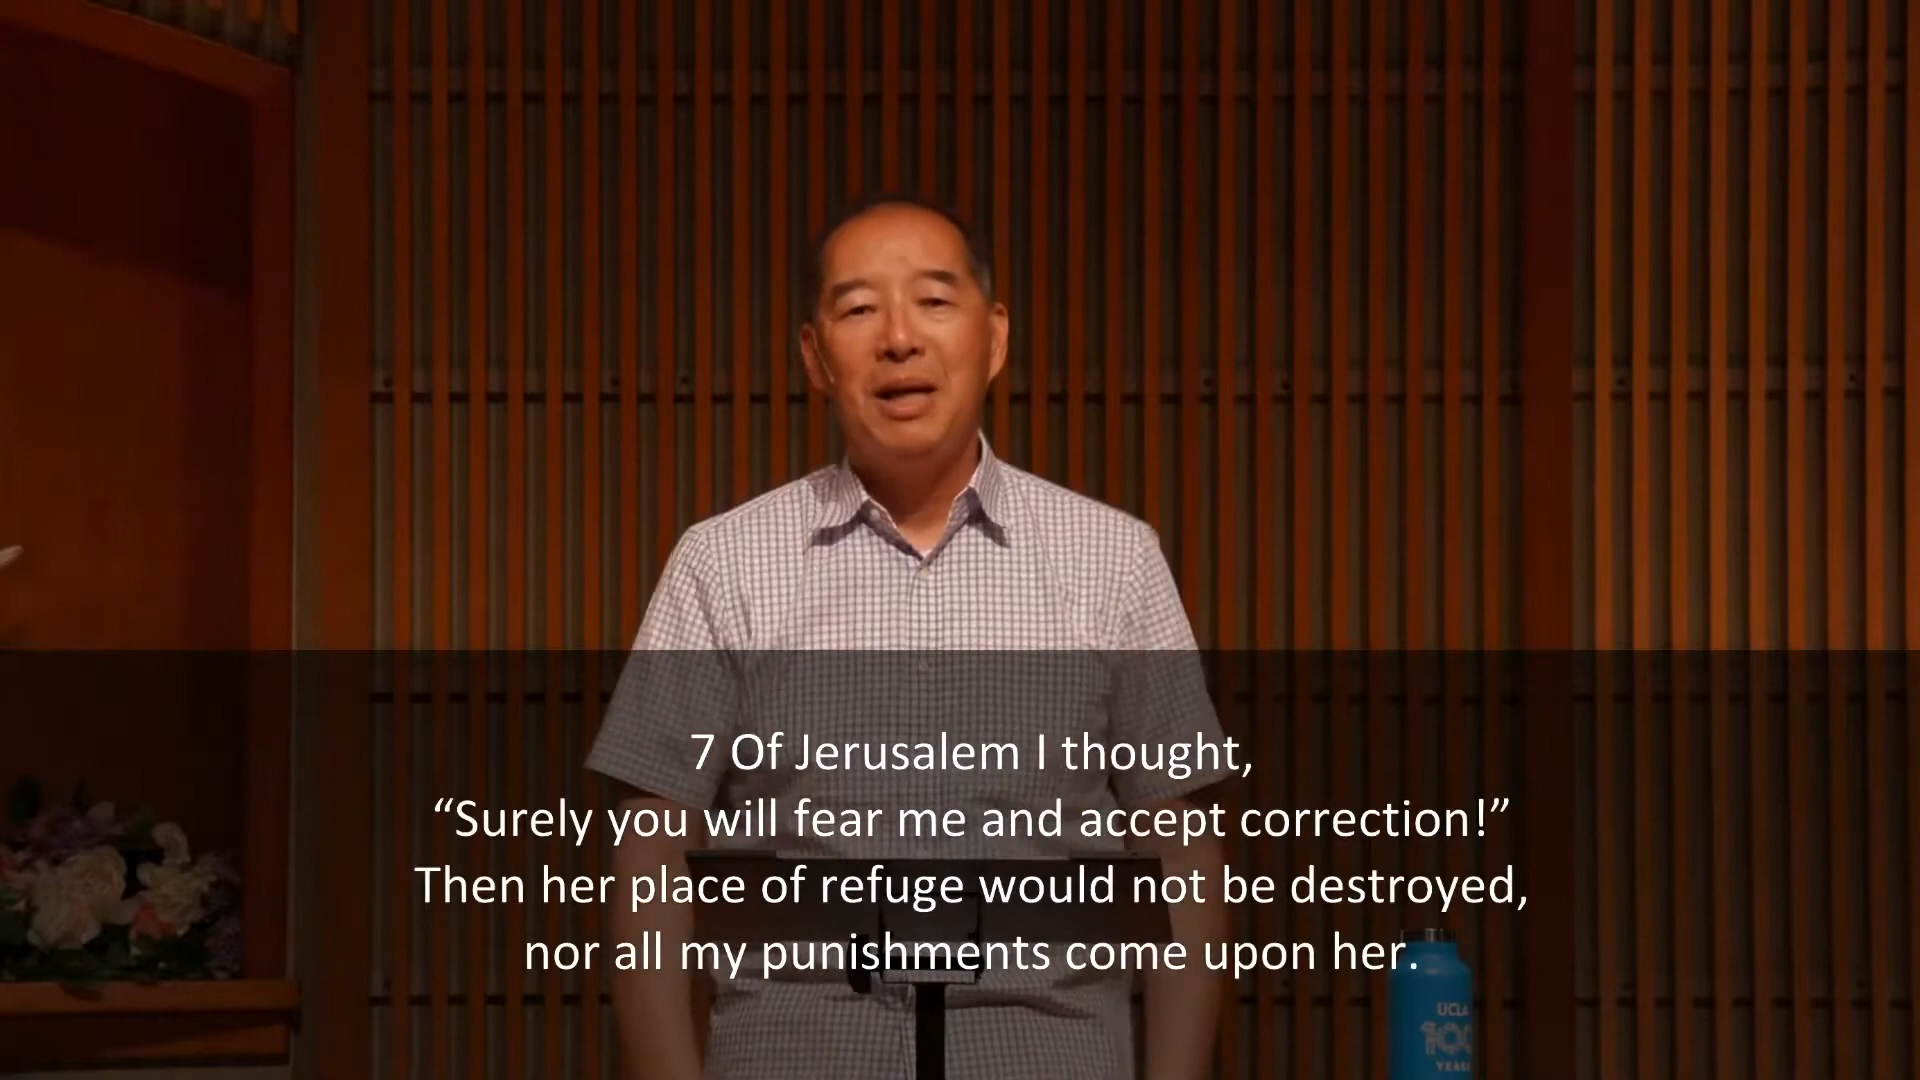 7 Of Jerusalem I thought,
“Surely you will fear me and accept correction!”
Then her place of refuge would not be destroyed,
nor all my punishments come upon her.
UCLA
100
YEARS